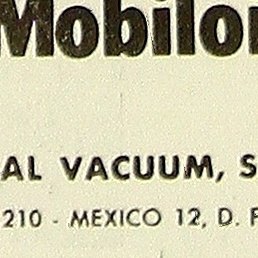 Mobilo
AL VACUUM, S
210 - MEXICO 12, D. F